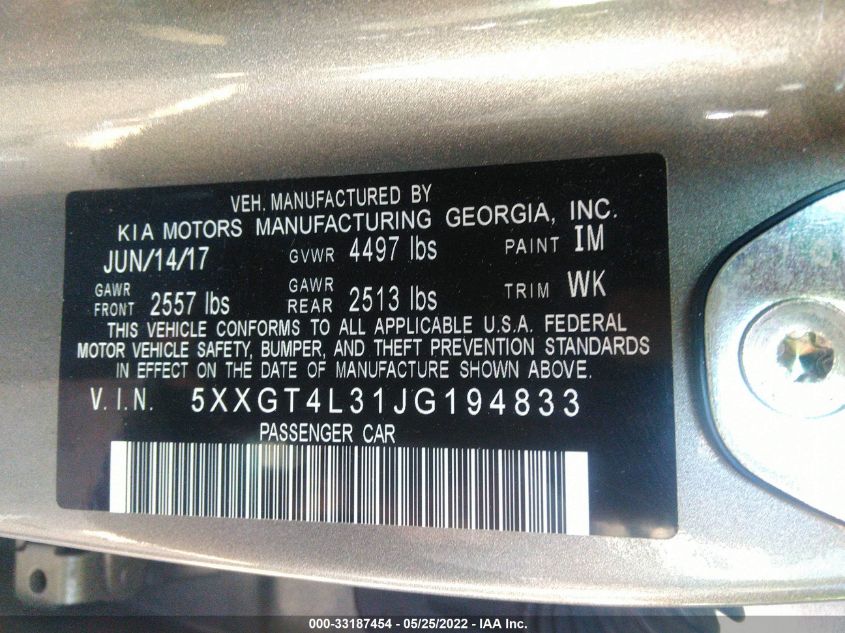 VEH. MANUFACTURED BY
KIA MOTORS MANUFACTURING GEORGIA, INC.
JUN/14/17 GVWR 4497 lbs PAINT IM
GAWR FRONT 2557 lbs GAWR REAR 2513 lbs TRIM WK
THIS VEHICLE CONFORMS TO ALL APPLICABLE U.S.A. FEDERAL
MOTOR VEHICLE SAFETY, BUMPER, AND THEFT PREVENTION STANDARDS
IN EFFECT ON THE DATE OF MANUFACTURE SHOWN ABOVE.
V.I.N. 5XXGT4L31JG194833
PASSENGER CAR
000-33187454 - 05/25/2022 - IAA Inc.